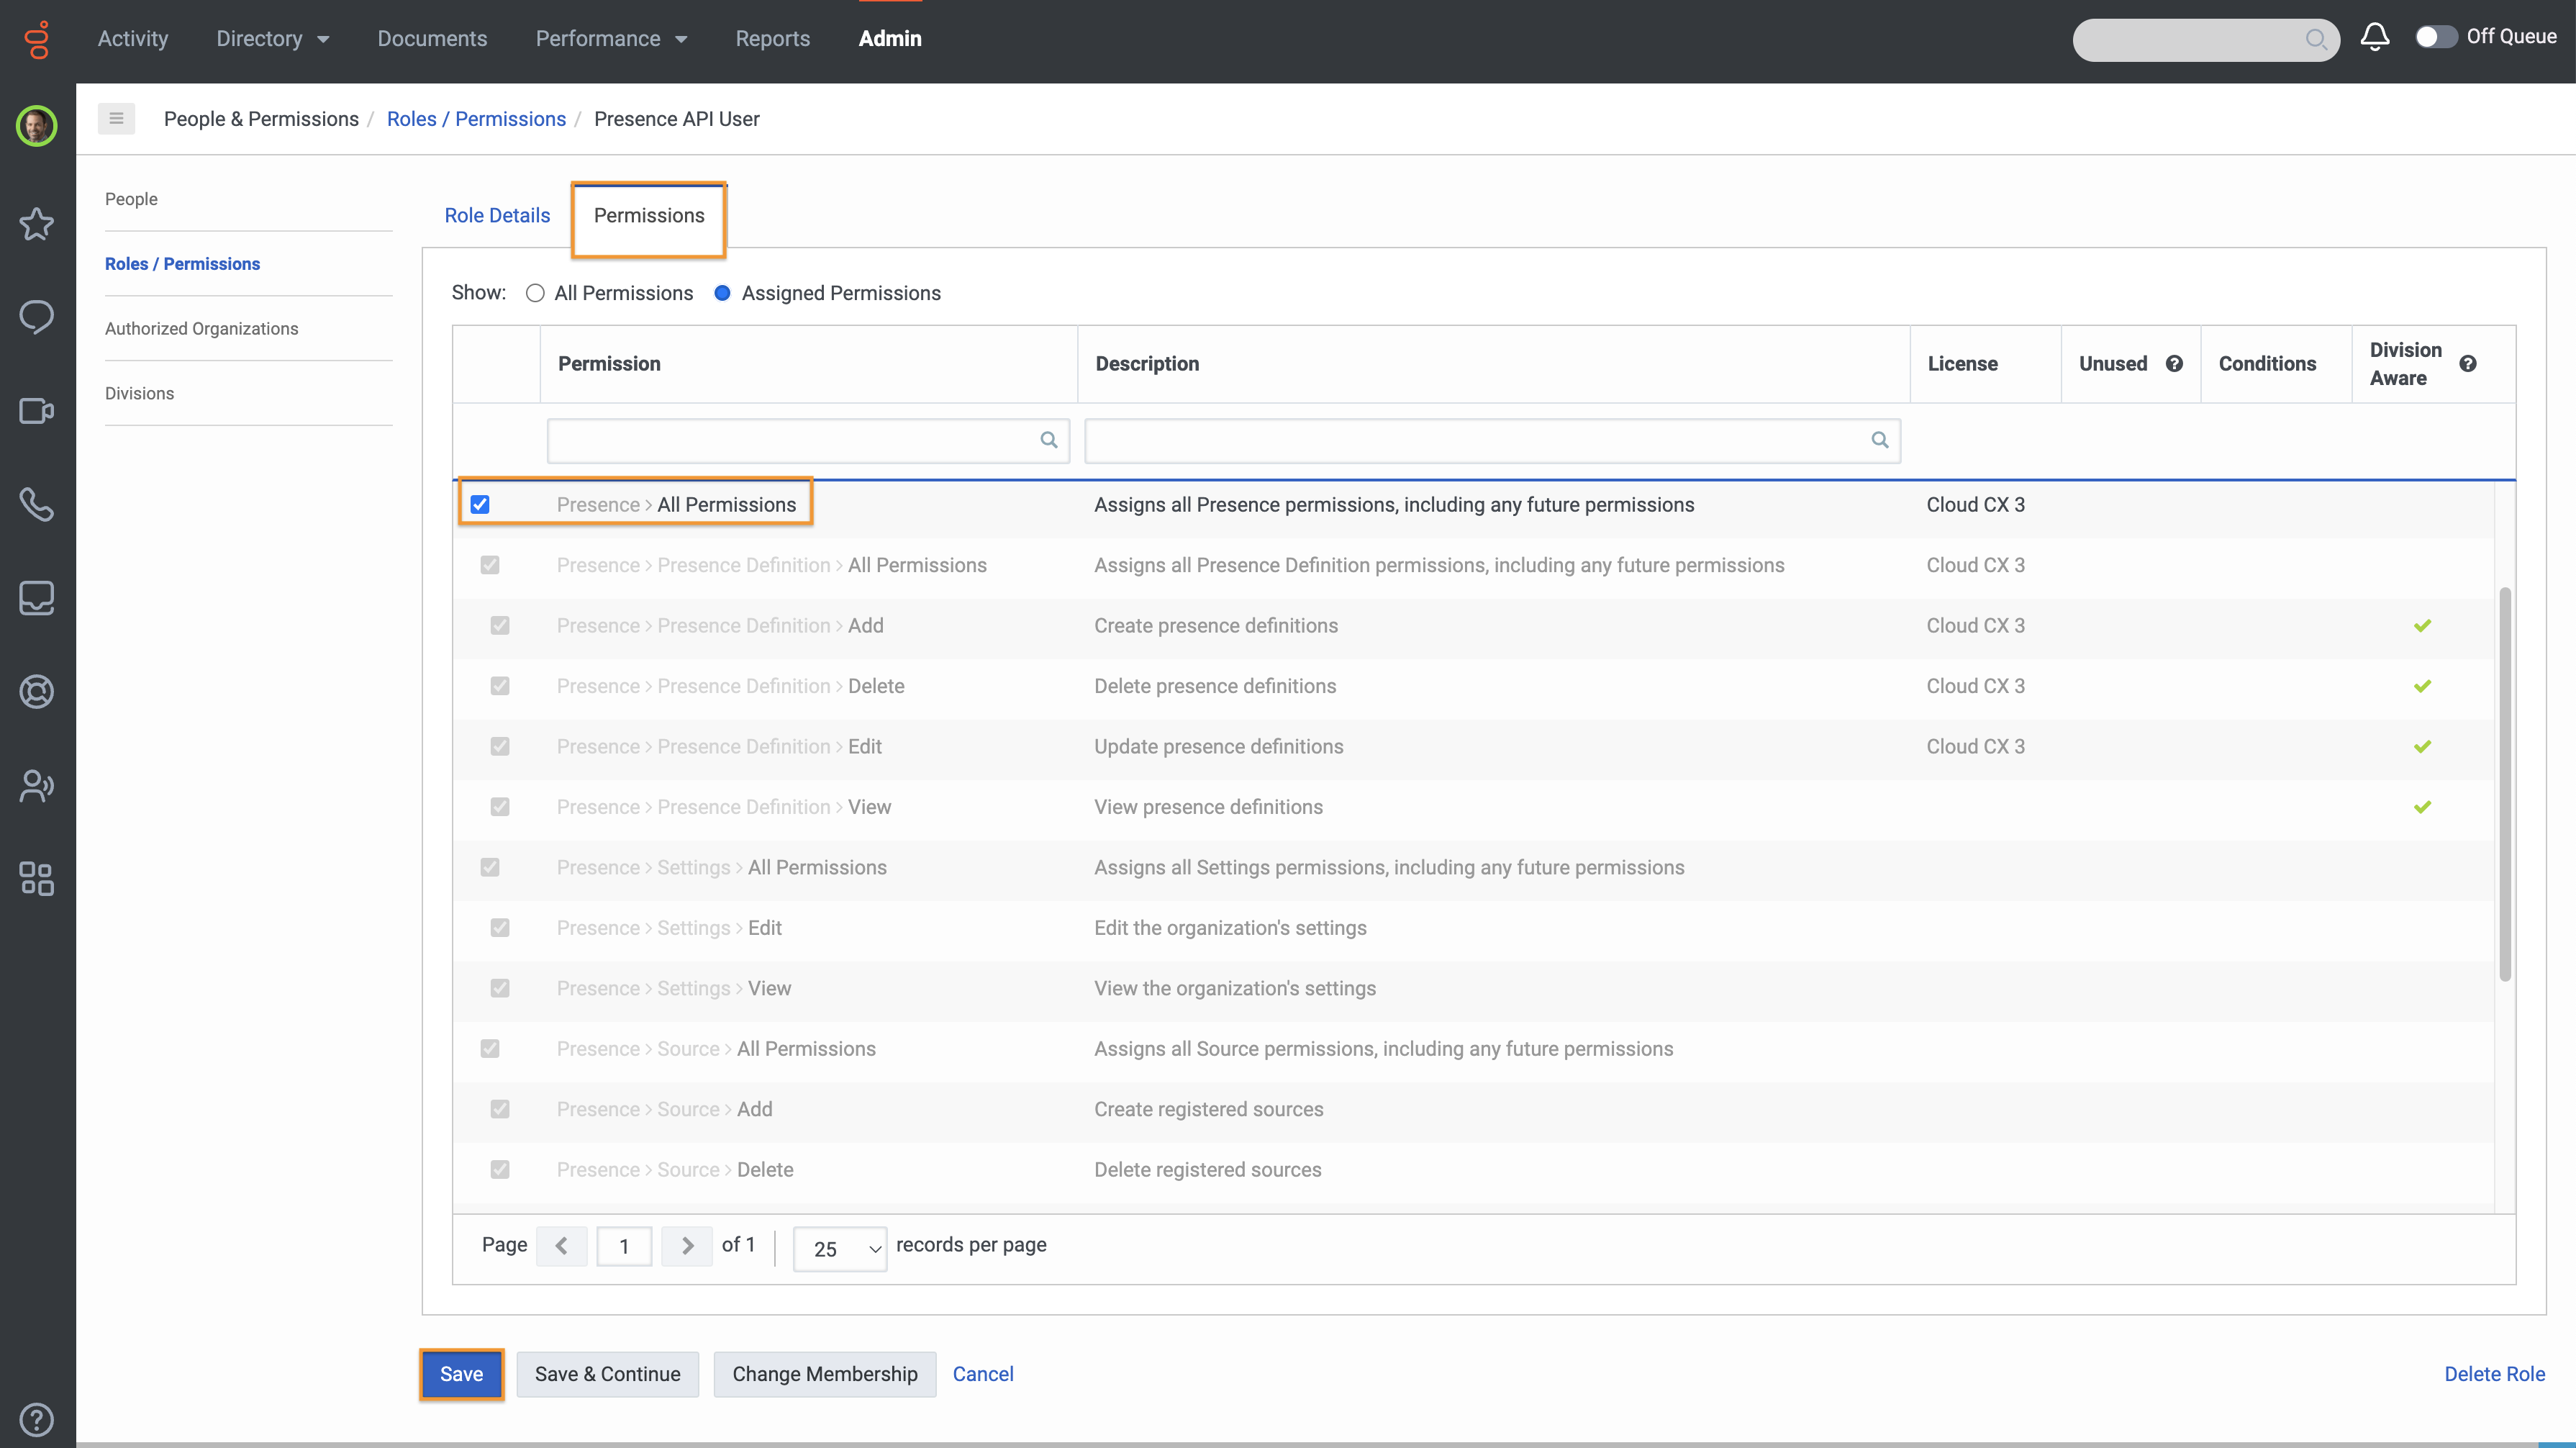 Activity Directory Documents Performance Reports Admin Off Queue
People & Permissions / Roles / Permissions / Presence API User
People
Roles / Permissions
Authorized Organizations
Divisions
Role Details Permissions
Show: All Permissions Assigned Permissions
Permission Description License Unused ? Conditions Division Aware ?
Presence > All Permissions Assigns all Presence permissions, including any future permissions Cloud CX 3
Presence > Presence Definition > All Permissions Assigns all Presence Definition permissions, including any future permissions Cloud CX 3
Presence > Presence Definition > Add Create presence definitions Cloud CX 3
Presence > Presence Definition > Delete Delete presence definitions Cloud CX 3
Presence > Presence Definition > Edit Update presence definitions Cloud CX 3
Presence > Presence Definition > View View presence definitions
Presence > Settings > All Permissions Assigns all Settings permissions, including any future permissions
Presence > Settings > Edit Edit the organization's settings
Presence > Settings > View View the organization's settings
Presence > Source > All Permissions Assigns all Source permissions, including any future permissions
Presence > Source > Add Create registered sources
Presence > Source > Delete Delete registered sources
Page 1 of 1 25 records per page
Save Save & Continue Change Membership Cancel Delete Role